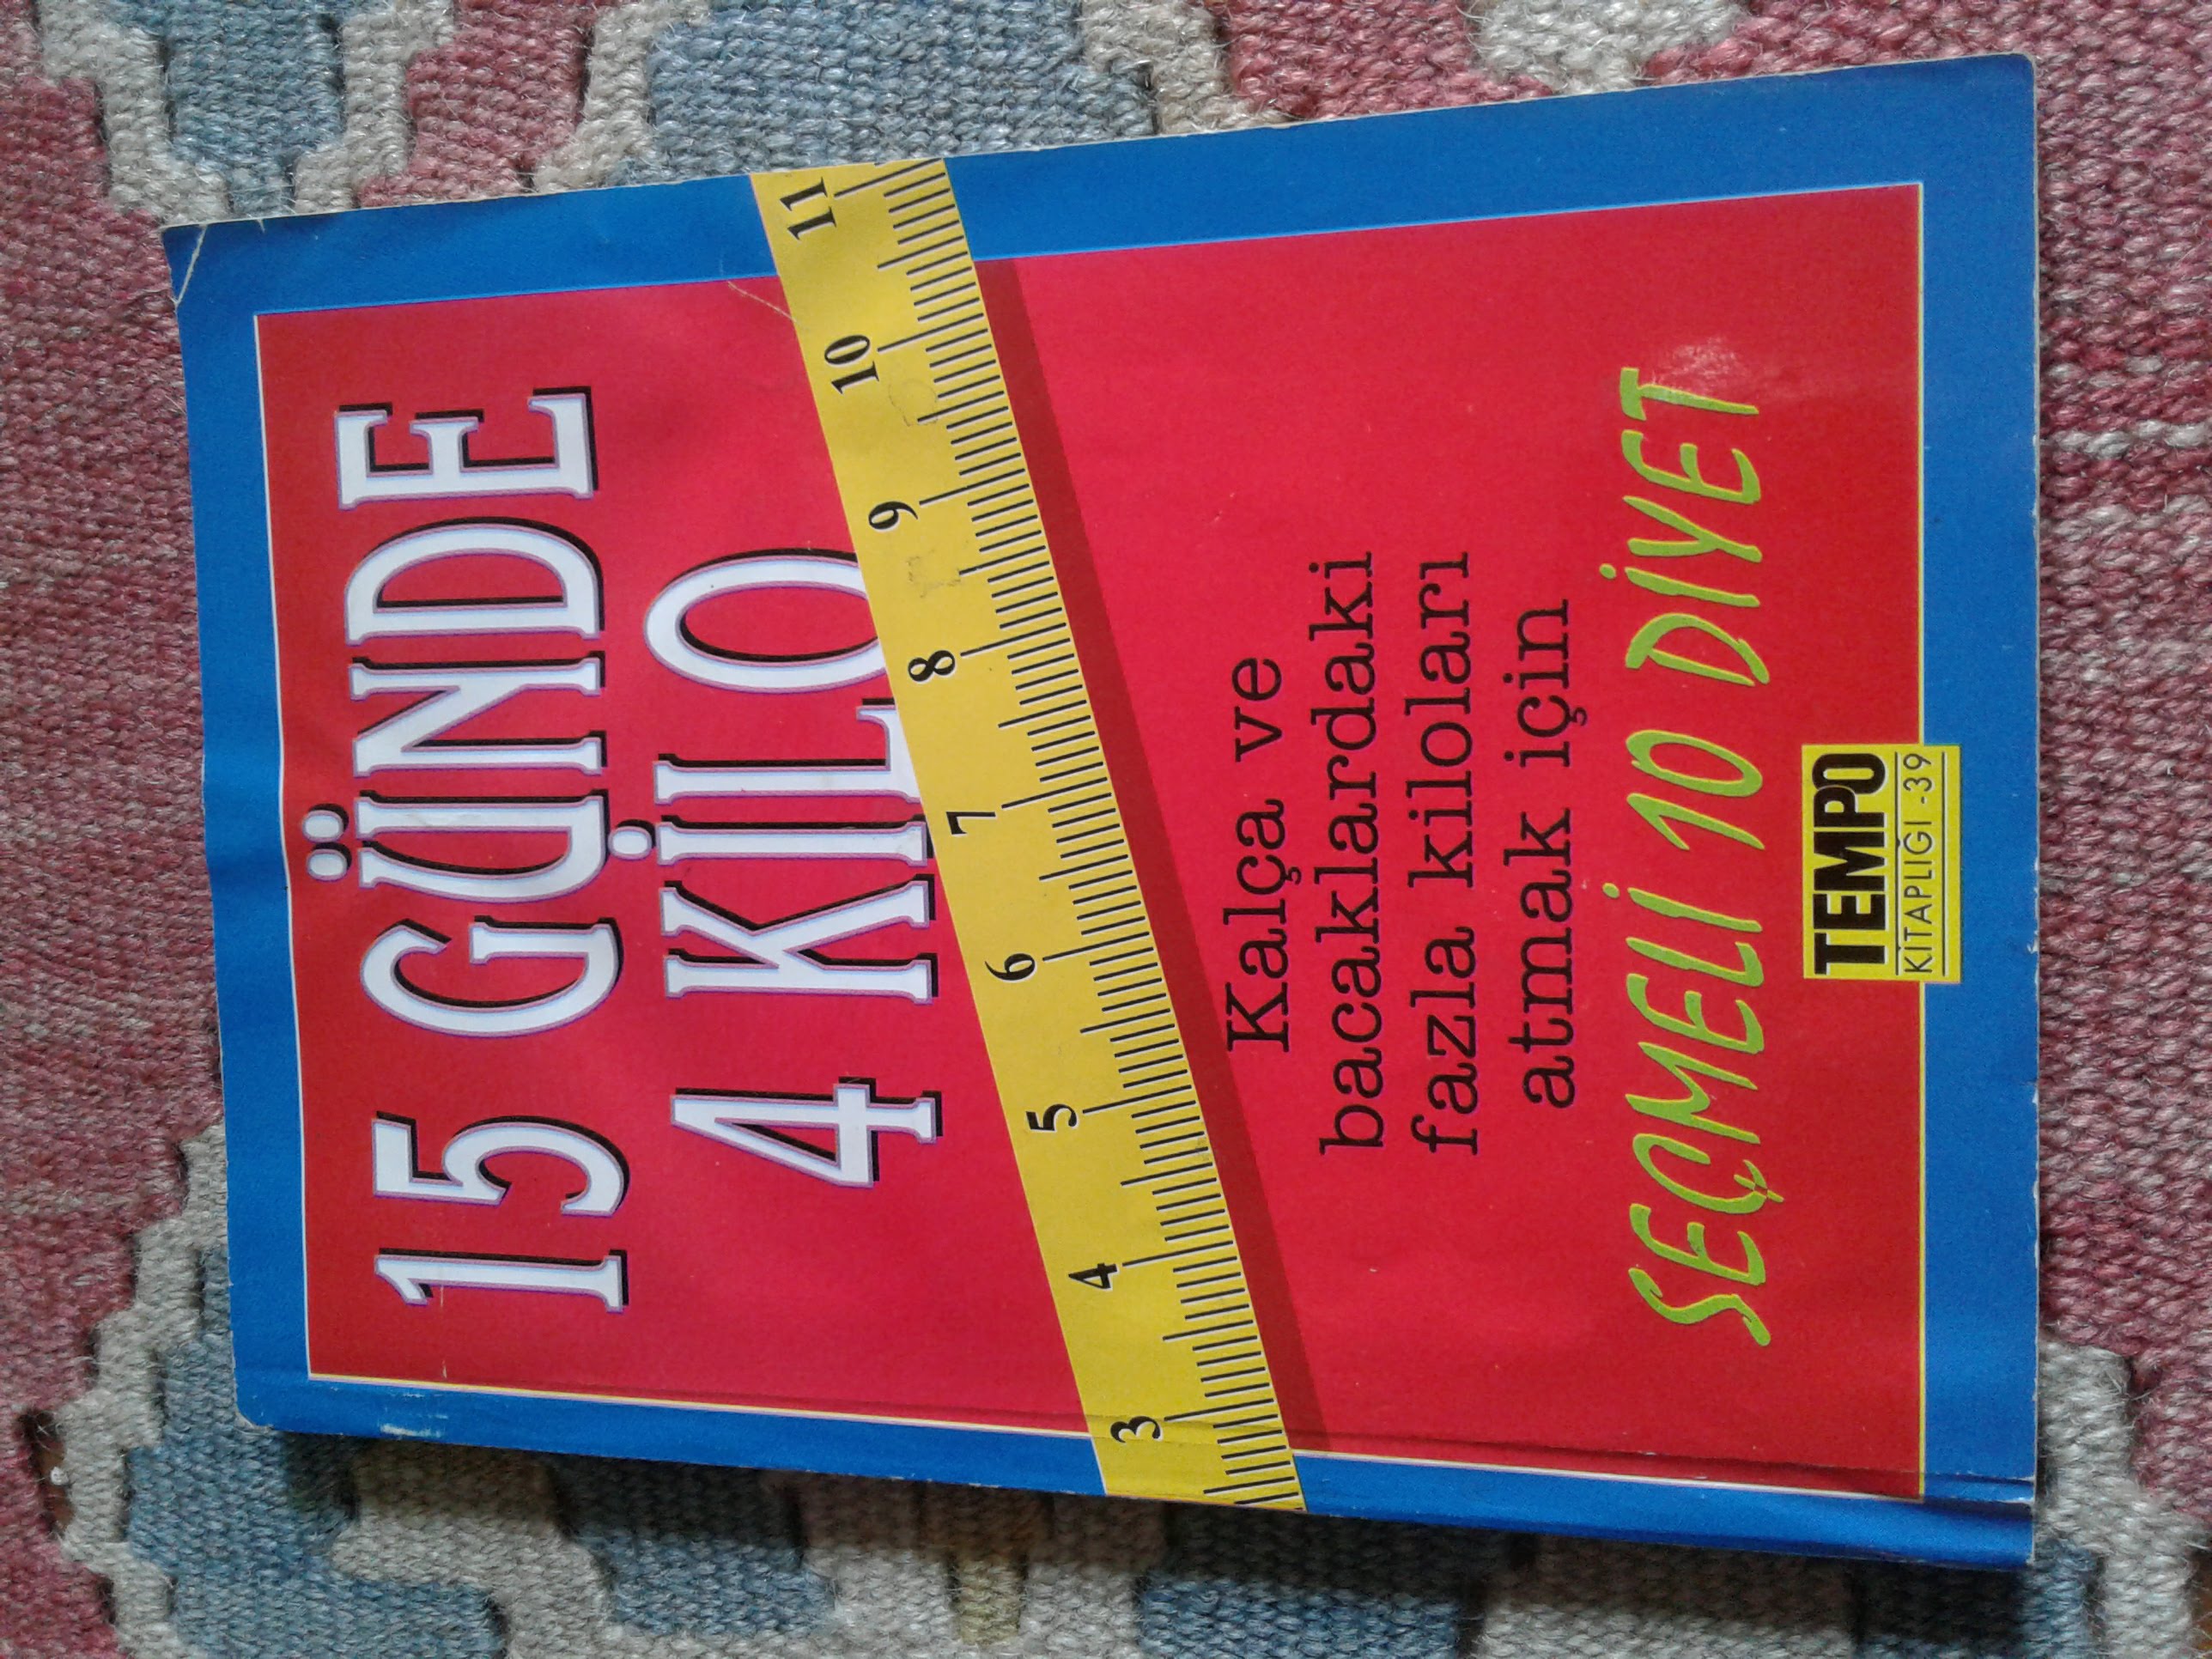 15 GÜNDE
4 KİLO
3 4 5 6 7 8 9 10 11
Kalça ve
bacaklardaki
fazla kiloları
atmak için
SEÇMELİ 10 DİYET
TEMPO
KİTAPLIĞI -39